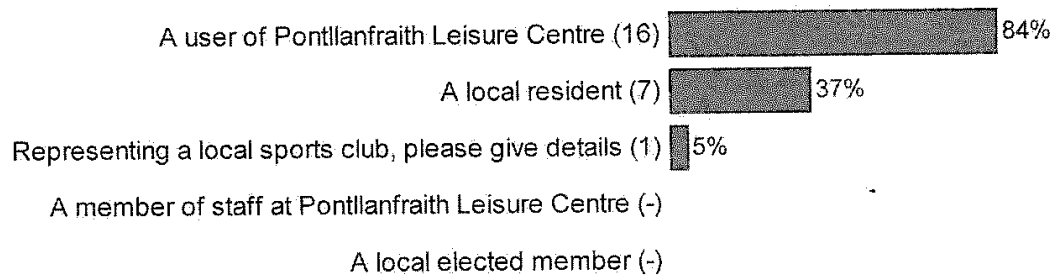 A user of Pontllanfraith Leisure Centre (16) 84%
A local resident (7) 37%
Representing a local sports club, please give details (1) 5%
A member of staff at Pontllanfraith Leisure Centre (-)
A local elected member (-)